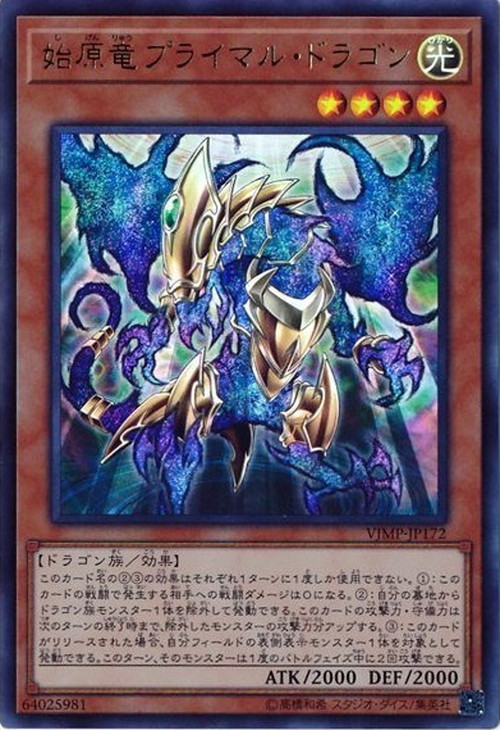 始原竜プライマル・ドラゴン
光
VJMP-JP172
【ドラゴン族/効果】
このカード名の②③の効果はそれぞれ1ターンに1度しか使用できない。①:この
カードの戦闘で発生する相手への戦闘ダメージは0になる。②:自分の墓地から
ドラゴン族モンスター1体を除外して発動できる。このカードの攻撃力・守備力は
次のターンの終了時まで除外したモンスターの攻撃力分アップする。③:このカード
がリリースされた場合、自分フィールドの表側表示モンスター1体を対象として
発動できる。このターン、そのモンスターは1度のバトルフェイズ中に2回攻撃できる。
ATK/2000 DEF/2000
64025981
©高橋和希 スタジオ・ダイス/集英社